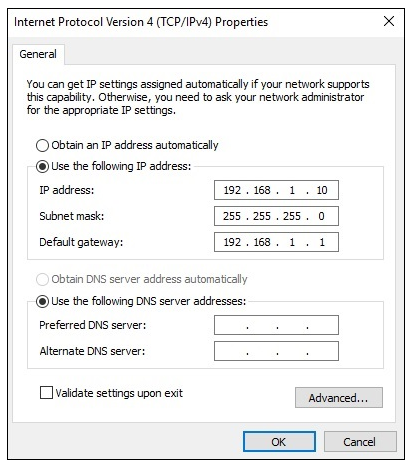 Internet Protocol Version 4 (TCP/IPv4) Properties
General
You can get IP settings assigned automatically if your network supports
this capability. Otherwise, you need to ask your network administrator
for the appropriate IP settings.
Obtain an IP address automatically
Use the following IP address:
IP address: 192 . 168 . 1 . 10
Subnet mask: 255 . 255 . 255 . 0
Default gateway: 192 . 168 . 1 . 1
Obtain DNS server address automatically
Use the following DNS server addresses:
Preferred DNS server: . . .
Alternate DNS server: . . .
Validate settings upon exit
Advanced...
OK Cancel